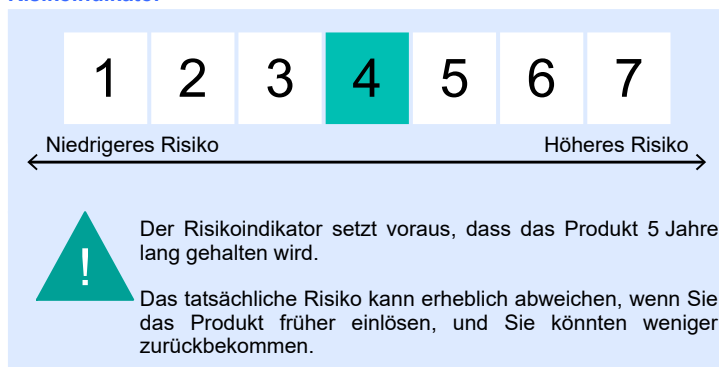 1 2 3 4 5 6 7
Niedrigeres Risiko Höheres Risiko
! Der Risikoindikator setzt voraus, dass das Produkt 5 Jahre
lang gehalten wird.
Das tatsächliche Risiko kann erheblich abweichen, wenn Sie
das Produkt früher einlösen, und Sie könnten weniger
zurückbekommen.